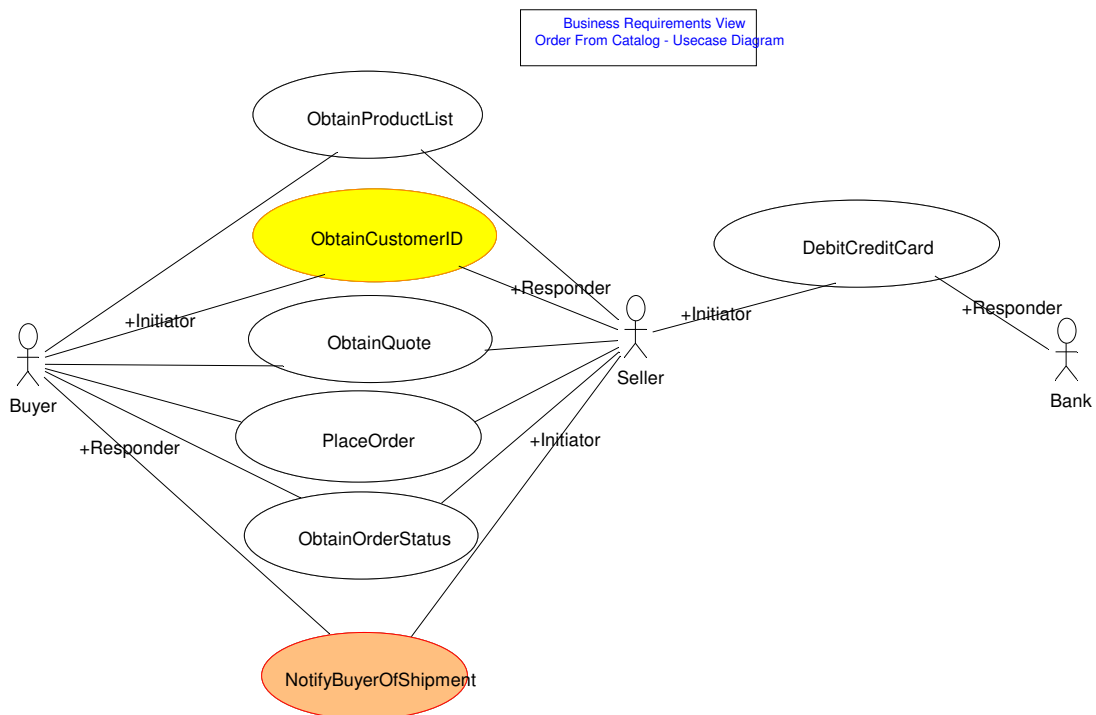 Business Requirements View
Order From Catalog - Usecase Diagram
ObtainProductList
ObtainCustomerID
DebitCreditCard
+Responder
+Initiator
+Responder
+Initiator
ObtainQuote
Seller
Buyer
Bank
PlaceOrder
+Initiator
+Responder
ObtainOrderStatus
NotifyBuyerOfShipment